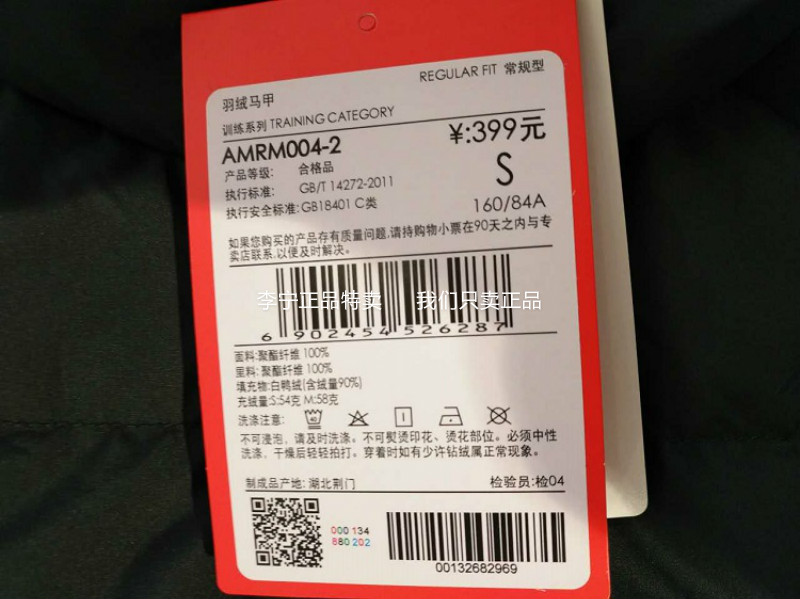 REGULAR FIT 常规型
羽绒马甲
训练系列 TRAINING CATEGORY
AMRM004-2
¥:399元
产品等级: 合格品
S
执行标准: GB/T 14272-2011
执行安全标准:GB18401 C类
160/84A
如果您购买的产品存有质量问题,请持购物小票在90天之内与专
卖店联系,以便及时解决。
李宁正品特卖 我们只卖正品
6 902454 526287
面料:聚酯纤维 100%
里料: 聚酯纤维 100%
填充物:白鸭绒(含绒量90%)
充绒量:S:54克 M:58克
洗涤注意: 40
不可浸泡，请及时洗涤。不可熨烫印花、烫花部位。必须中性
洗涤，干燥后轻轻拍打。穿着时如有少许钻绒属正常现象。
制成品产地: 湖北荆门
检验员:检04
000 134
880 202
00132682969